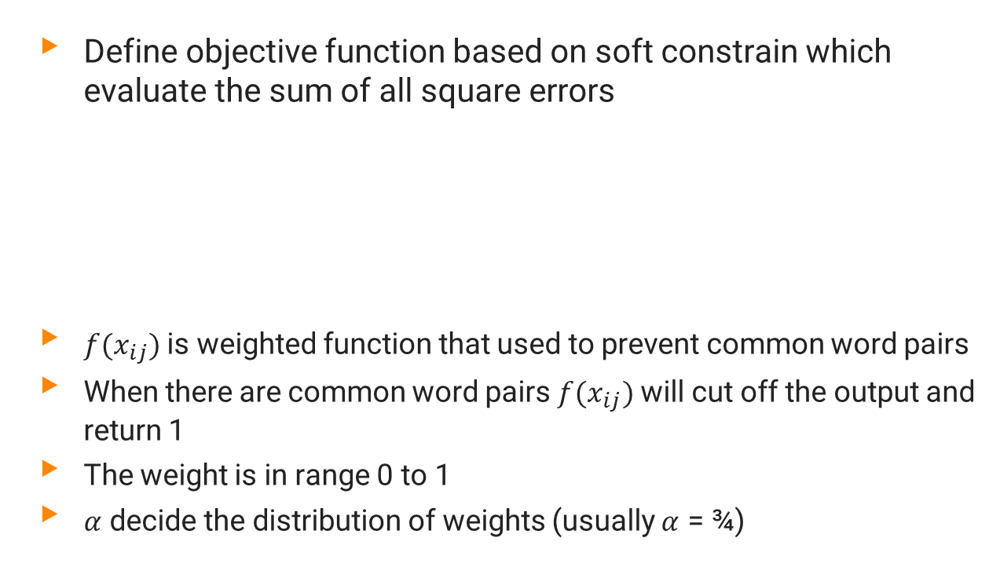 Define objective function based on soft constrain which
evaluate the sum of all square errors
f(x_{ij}) is weighted function that used to prevent common word pairs
When there are common word pairs f(x_{ij}) will cut off the output and
return 1
The weight is in range 0 to 1
α decide the distribution of weights (usually α = ¾)